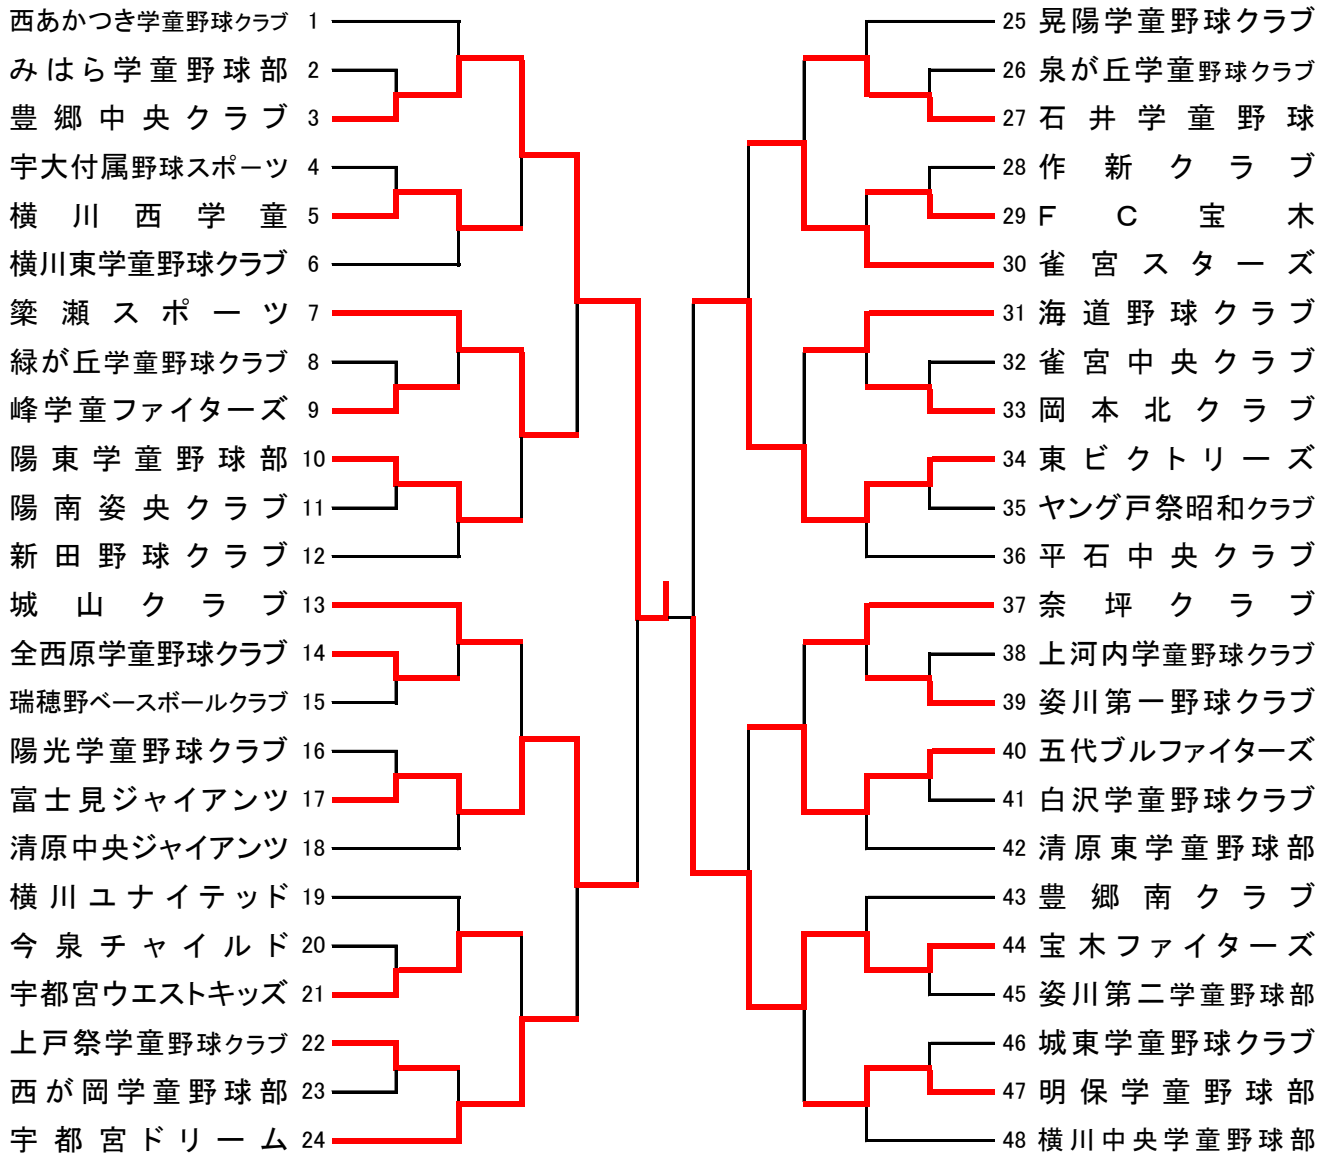 西あかつき学童野球クラブ 1
みはら学童野球部 2
豊郷中央クラブ 3
宇大付属野球スポーツ 4
横川西学童 5
横川東学童野球クラブ 6
簗瀬スポーツ 7
緑が丘学童野球クラブ 8
峰学童ファイターズ 9
陽東学童野球部 10
陽南姿央クラブ 11
新田野球クラブ 12
城山クラブ 13
全西原学童野球クラブ 14
瑞穂野ベースボールクラブ 15
陽光学童野球クラブ 16
富士見ジャイアンツ 17
清原中央ジャイアンツ 18
横川ユナイテッド 19
今泉チャイルド 20
宇都宮ウエストキッズ 21
上戸祭学童野球クラブ 22
西が岡学童野球部 23
宇都宮ドリーム 24
25 晃陽学童野球クラブ
26 泉が丘学童野球クラブ
27 石井学童野球
28 作新クラブ
29 FC宝木
30 雀宮スターズ
31 海道野球クラブ
32 雀宮中央クラブ
33 岡本北クラブ
34 東ビクトリーズ
35 ヤング戸祭昭和クラブ
36 平石中央クラブ
37 奈坪クラブ
38 上河内学童野球クラブ
39 姿川第一野球クラブ
40 五代ブルファイターズ
41 白沢学童野球クラブ
42 清原東学童野球部
43 豊郷南クラブ
44 宝木ファイターズ
45 姿川第二学童野球部
46 城東学童野球クラブ
47 明保学童野球部
48 横川中央学童野球部